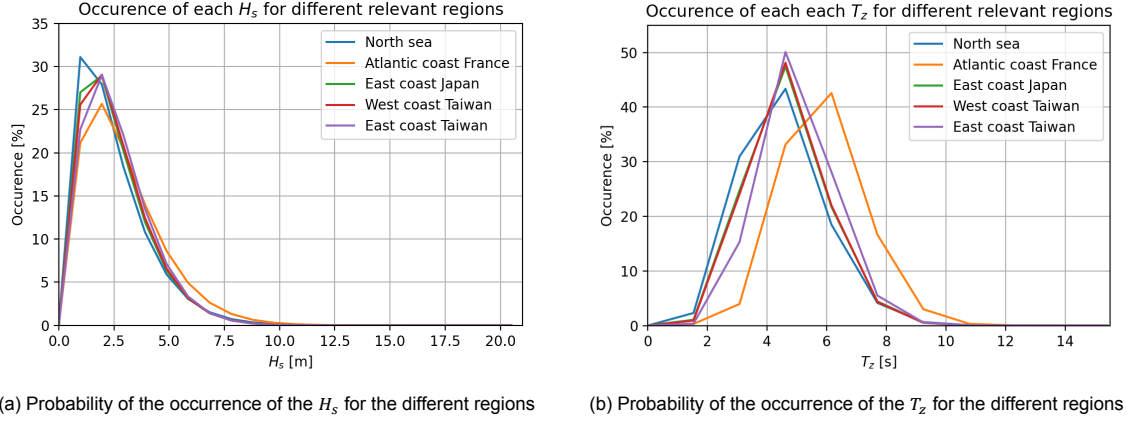 Occurence of each H_s for different relevant regions
35
30
25
20
15
10
5
0
Occurence [%]
0.0 2.5 5.0 7.5 10.0 12.5 15.0 17.5 20.0
H_s [m]
North sea
Atlantic coast France
East coast Japan
West coast Taiwan
East coast Taiwan
(a) Probability of the occurrence of the H_s for the different regions
Occurence of each each T_z for different relevant regions
50
40
30
20
10
0
Occurence [%]
0 2 4 6 8 10 12 14
T_z [s]
North sea
Atlantic coast France
East coast Japan
West coast Taiwan
East coast Taiwan
(b) Probability of the occurrence of the T_z for the different regions